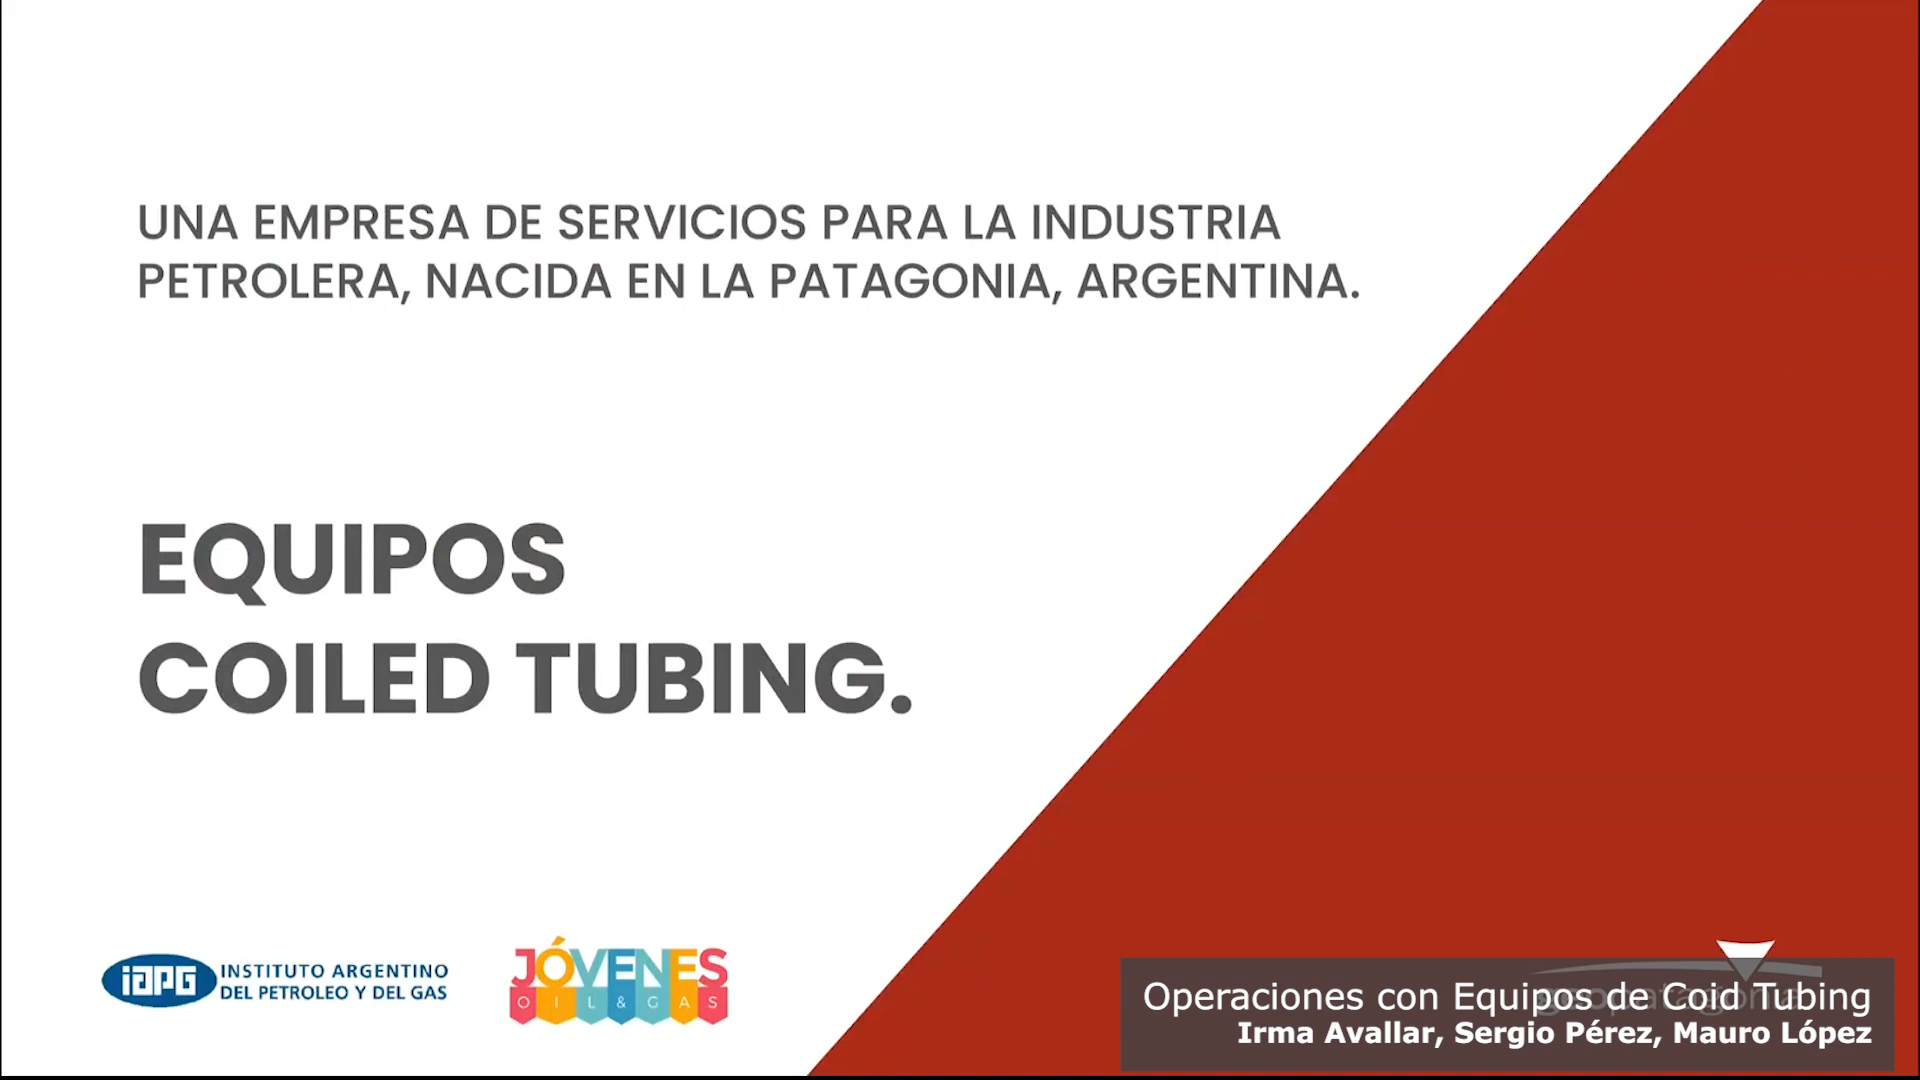 UNA EMPRESA DE SERVICIOS PARA LA INDUSTRIA
PETROLERA, NACIDA EN LA PATAGONIA, ARGENTINA.
EQUIPOS
COILED TUBING.
iAPG INSTITUTO ARGENTINO
DEL PETROLEO Y DEL GAS
JÓVENES
OIL&GAS
geopatagonia
Operaciones con Equipos de Coid Tubing
Irma Avallar, Sergio Pérez, Mauro López